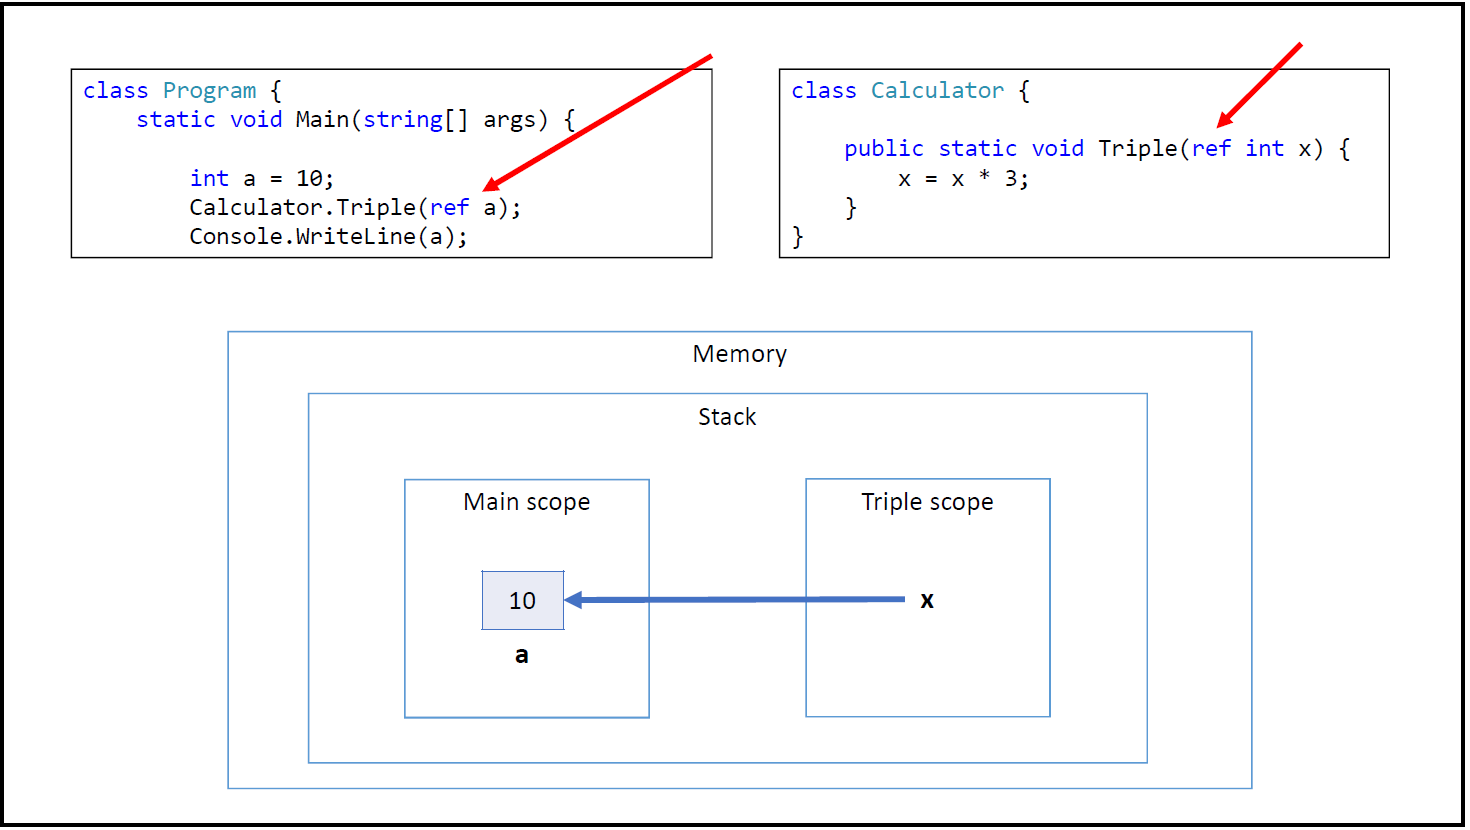 class Program {
static void Main(string[] args) {
int a = 10;
Calculator.Triple(ref a);
Console.WriteLine(a);
class Calculator {
public static void Triple(ref int x) {
x = x * 3;
}
}
Memory
Stack
Main scope
Triple scope
10
x
a